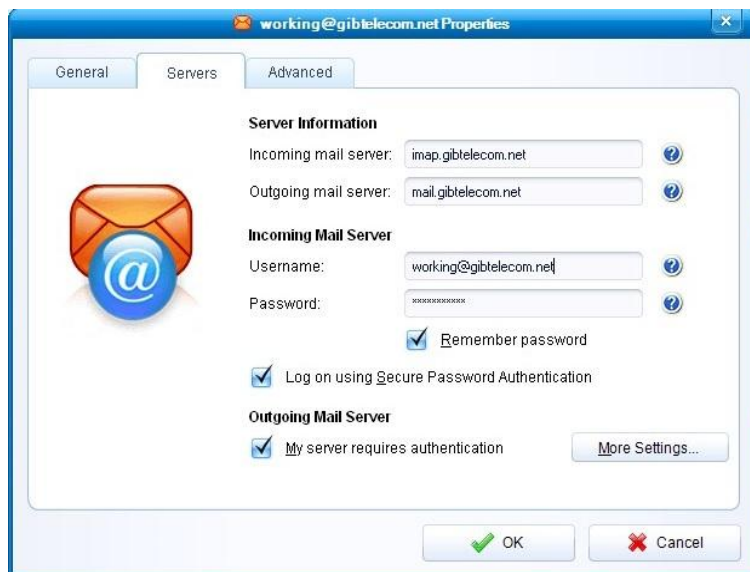 working@gibtelecom.net Properties
General Servers Advanced
Server Information
Incoming mail server: imap.gibtelecom.net
Outgoing mail server: mail.gibtelecom.net
Incoming Mail Server
Username: working@gibtelecom.net
Password: ***********
Remember password
Log on using Secure Password Authentication
Outgoing Mail Server
My server requires authentication More Settings...
OK Cancel